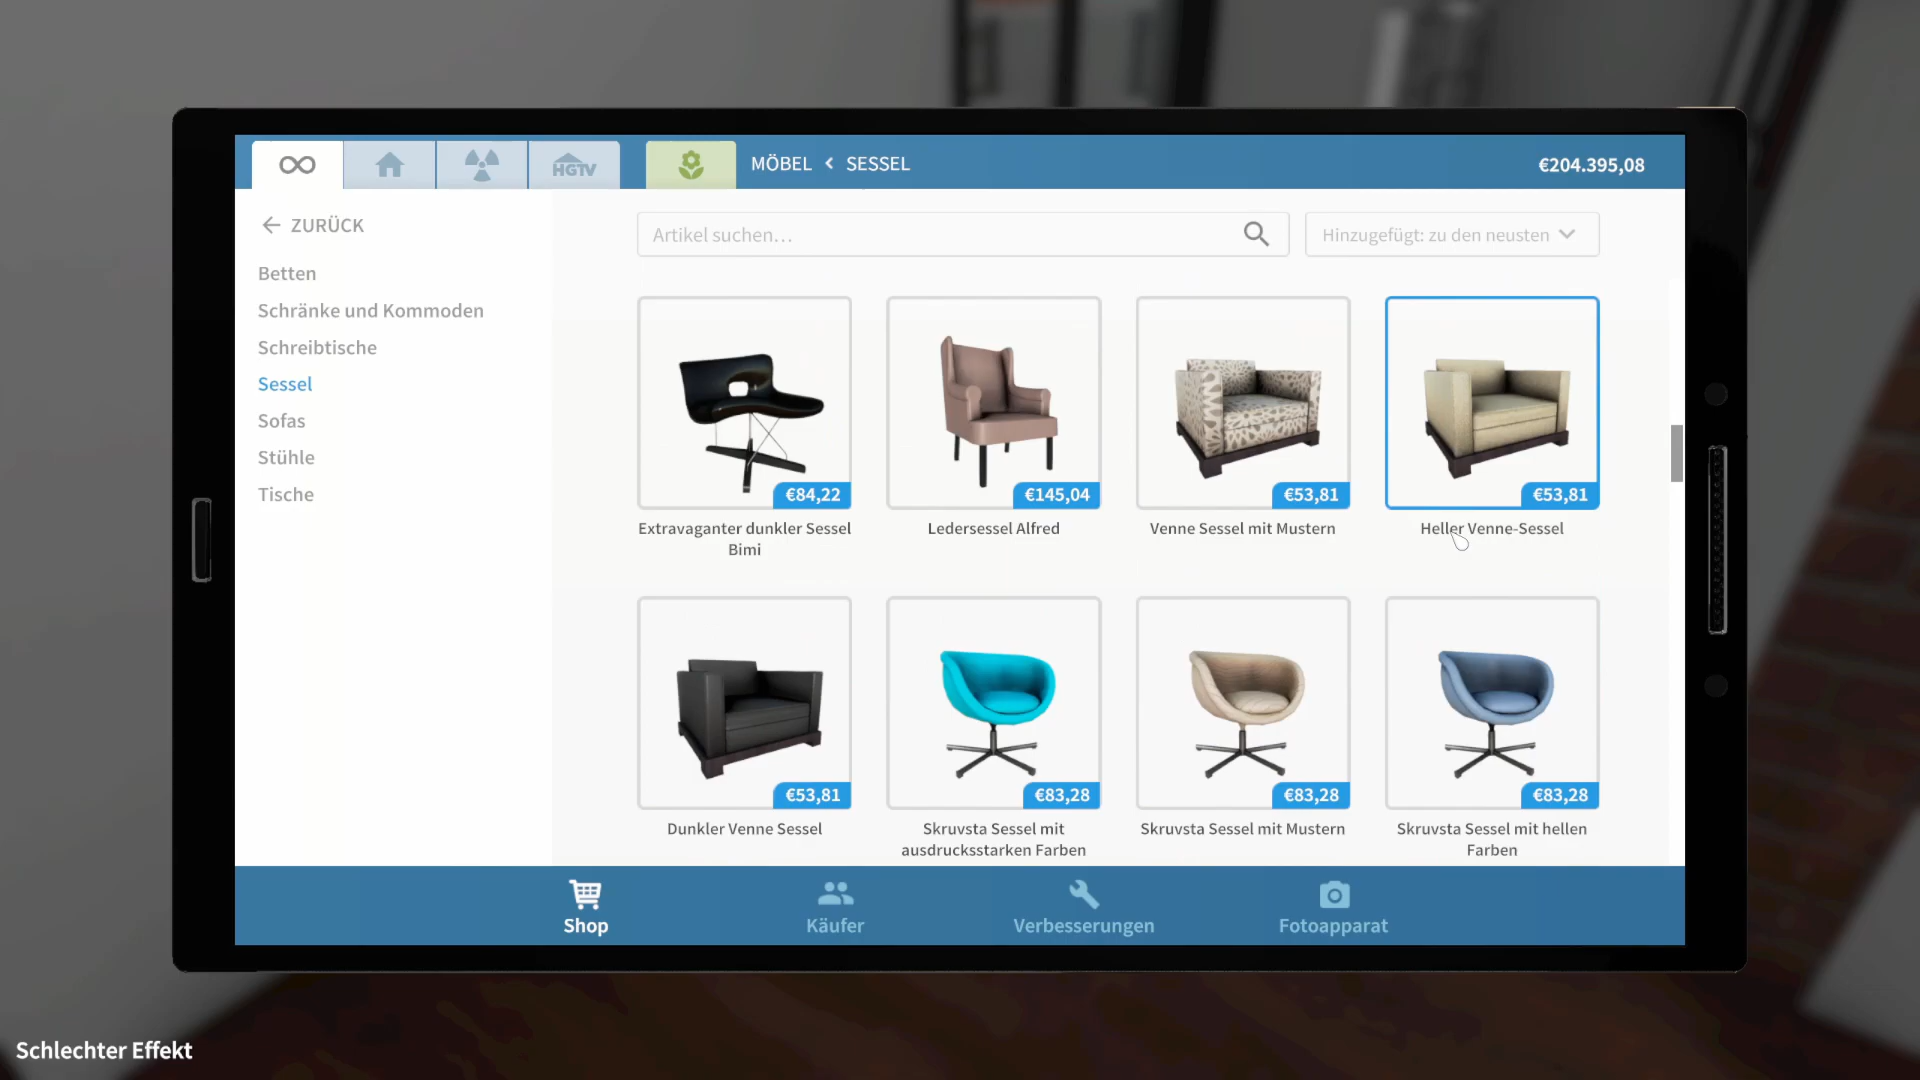 HGTV
MÖBEL < SESSEL
€204.395,08
ZURÜCK
Artikel suchen...
Hinzugefügt: zu den neusten
Betten
Schränke und Kommoden
Schreibtische
Sessel
Sofas
Stühle
Tische
€84,22
€145,04
€53,81
€53,81
Extravaganter dunkler Sessel
Bimi
Ledersessel Alfred
Venne Sessel mit Mustern
Heller Venne-Sessel
€53,81
€83,28
€83,28
€83,28
Dunkler Venne Sessel
Skruvsta Sessel mit
ausdrucksstarken Farben
Skruvsta Sessel mit Mustern
Skruvsta Sessel mit hellen
Farben
Shop
Käufer
Verbesserungen
Fotoapparat
Schlechter Effekt